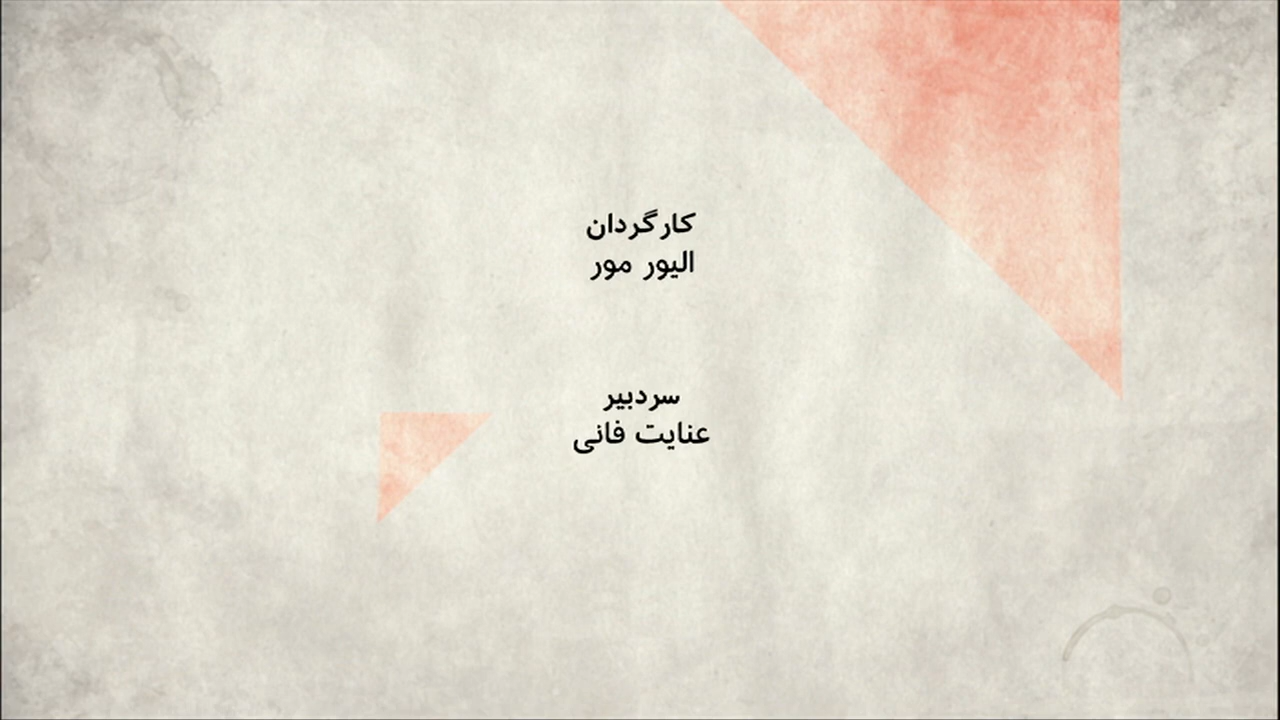 کارگردان
الیور مور
سردبیر
عنایت فانی